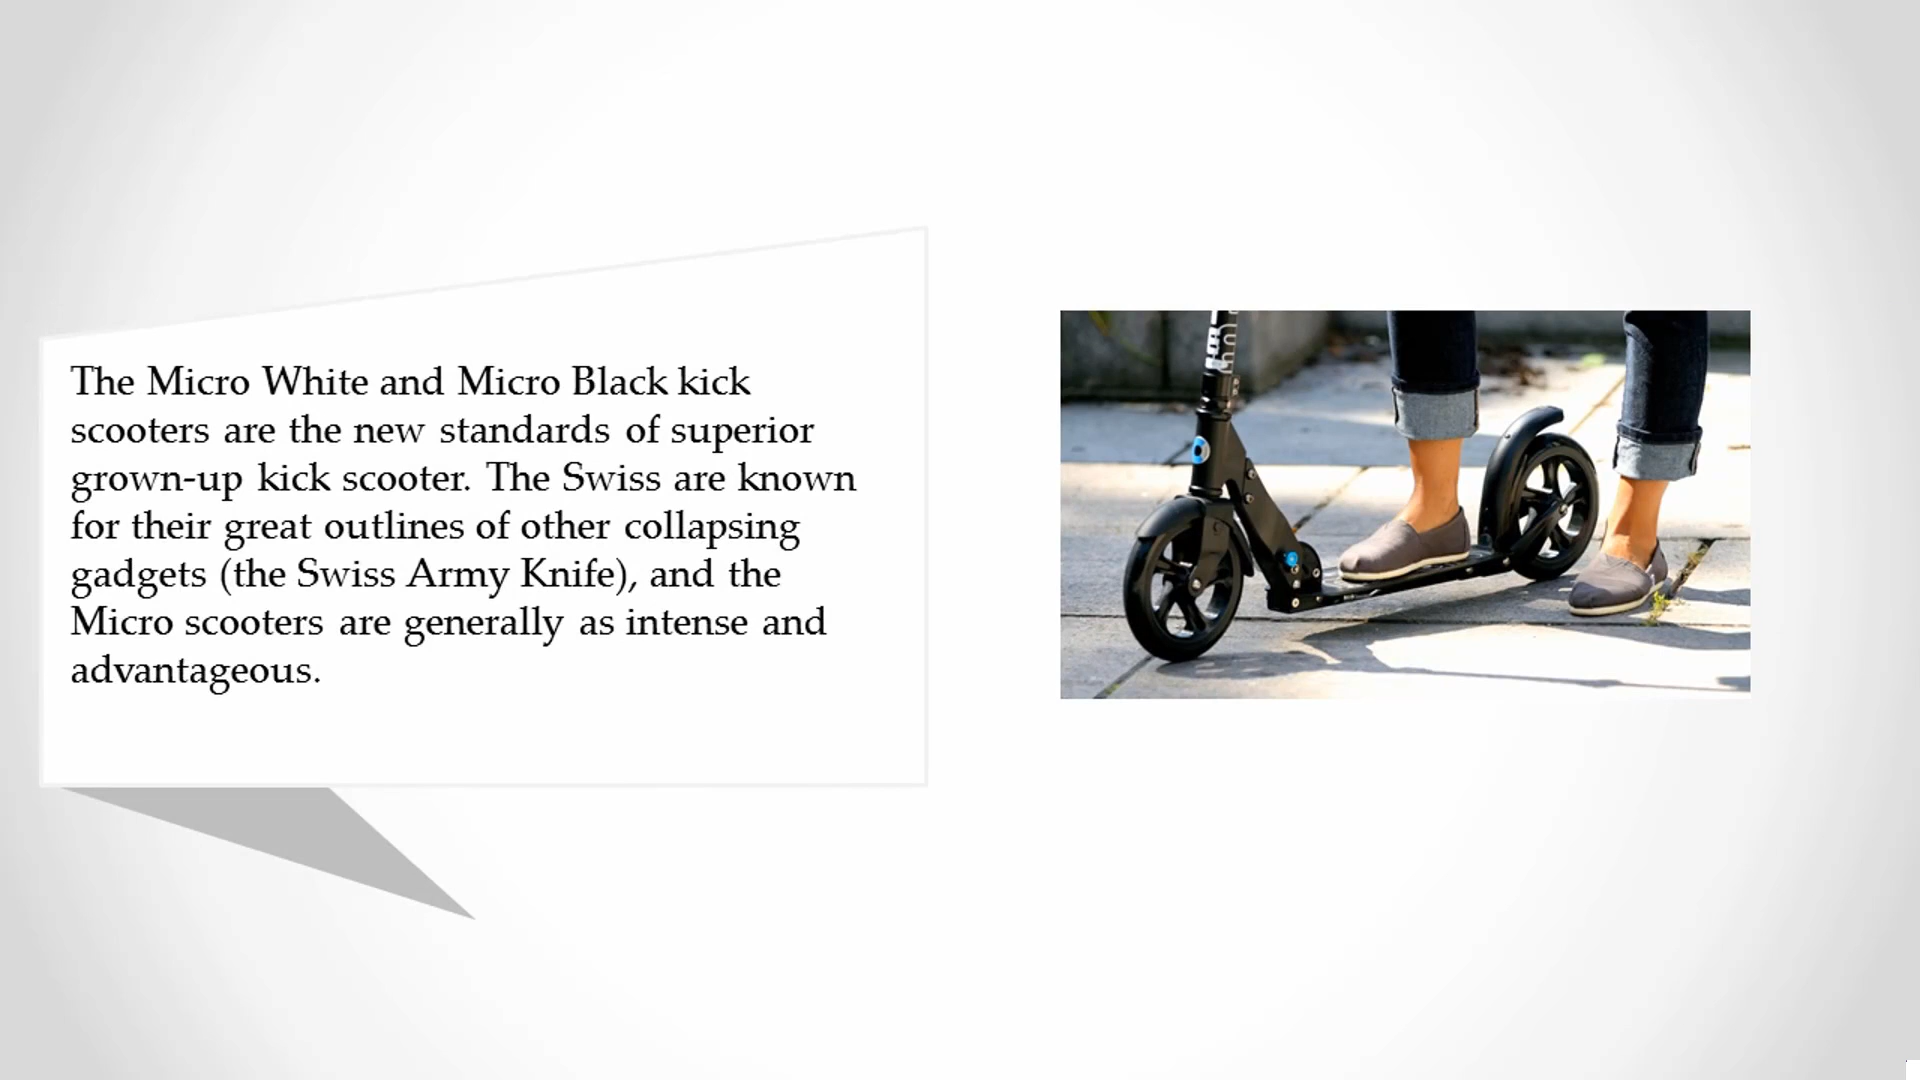 The Micro White and Micro Black kick
scooters are the new standards of superior
grown-up kick scooter. The Swiss are known
for their great outlines of other collapsing
gadgets (the Swiss Army Knife), and the
Micro scooters are generally as intense and
advantageous.